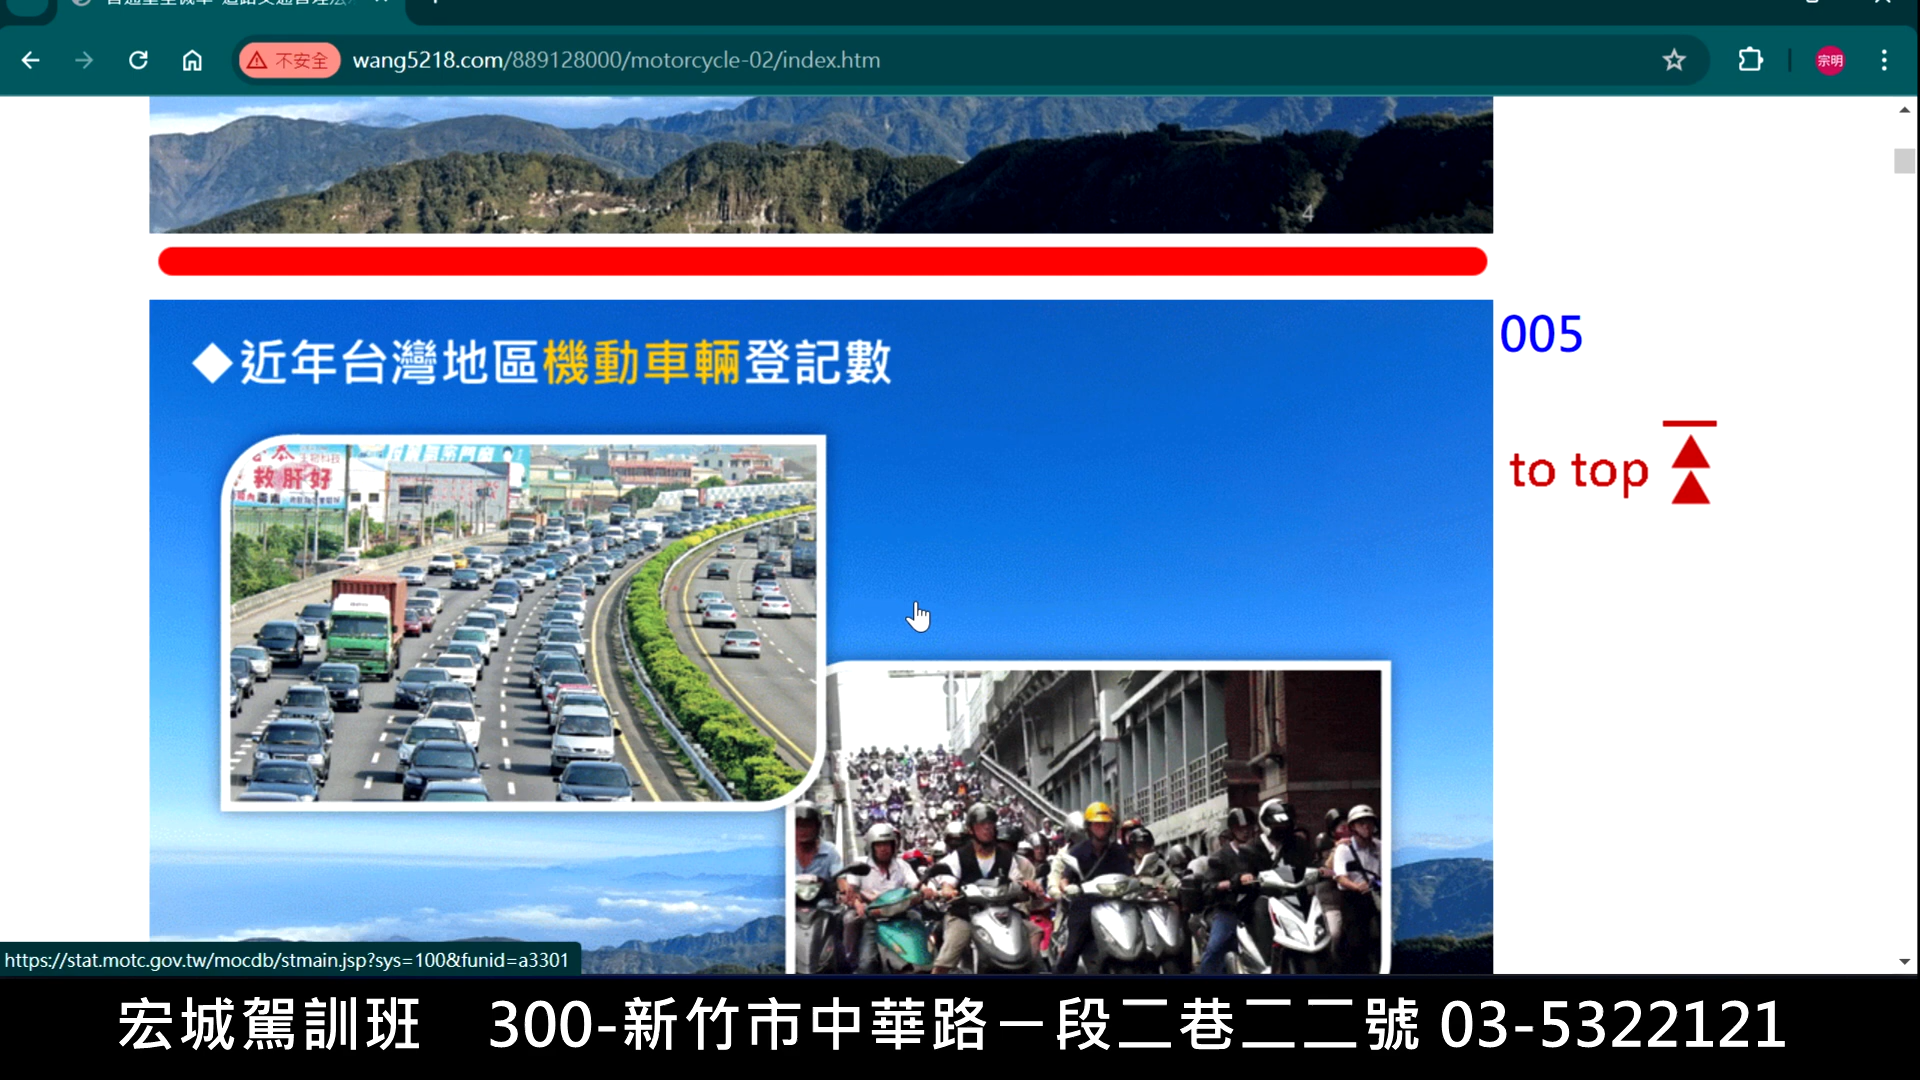 不安全
wang5218.com/889128000/motorcycle-02/index.htm
宗明
4
◆近年台灣地區機動車輛登記數
005
to top
救肝好
https://stat.motc.gov.tw/mocdb/stmain.jsp?sys=100&funid=a3301
宏城駕訓班 300-新竹市中華路一段二巷二二號 03-5322121